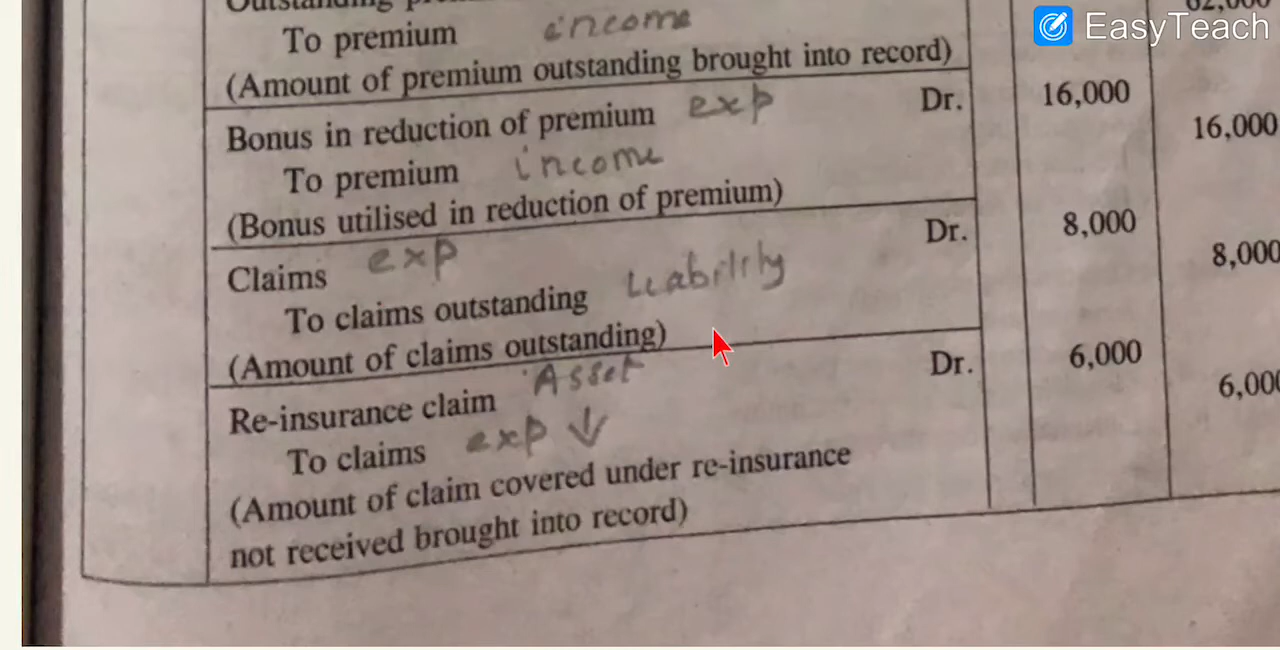 EasyTeach
To premium income
(Amount of premium outstanding brought into record)
Bonus in reduction of premium exp Dr. 16,000
To premium income 16,000
(Bonus utilised in reduction of premium)
Claims exp Dr. 8,000
To claims outstanding Liability 8,000
(Amount of claims outstanding)
Re-insurance claim Asset Dr. 6,000
To claims exp ↓
(Amount of claim covered under re-insurance
not received brought into record)